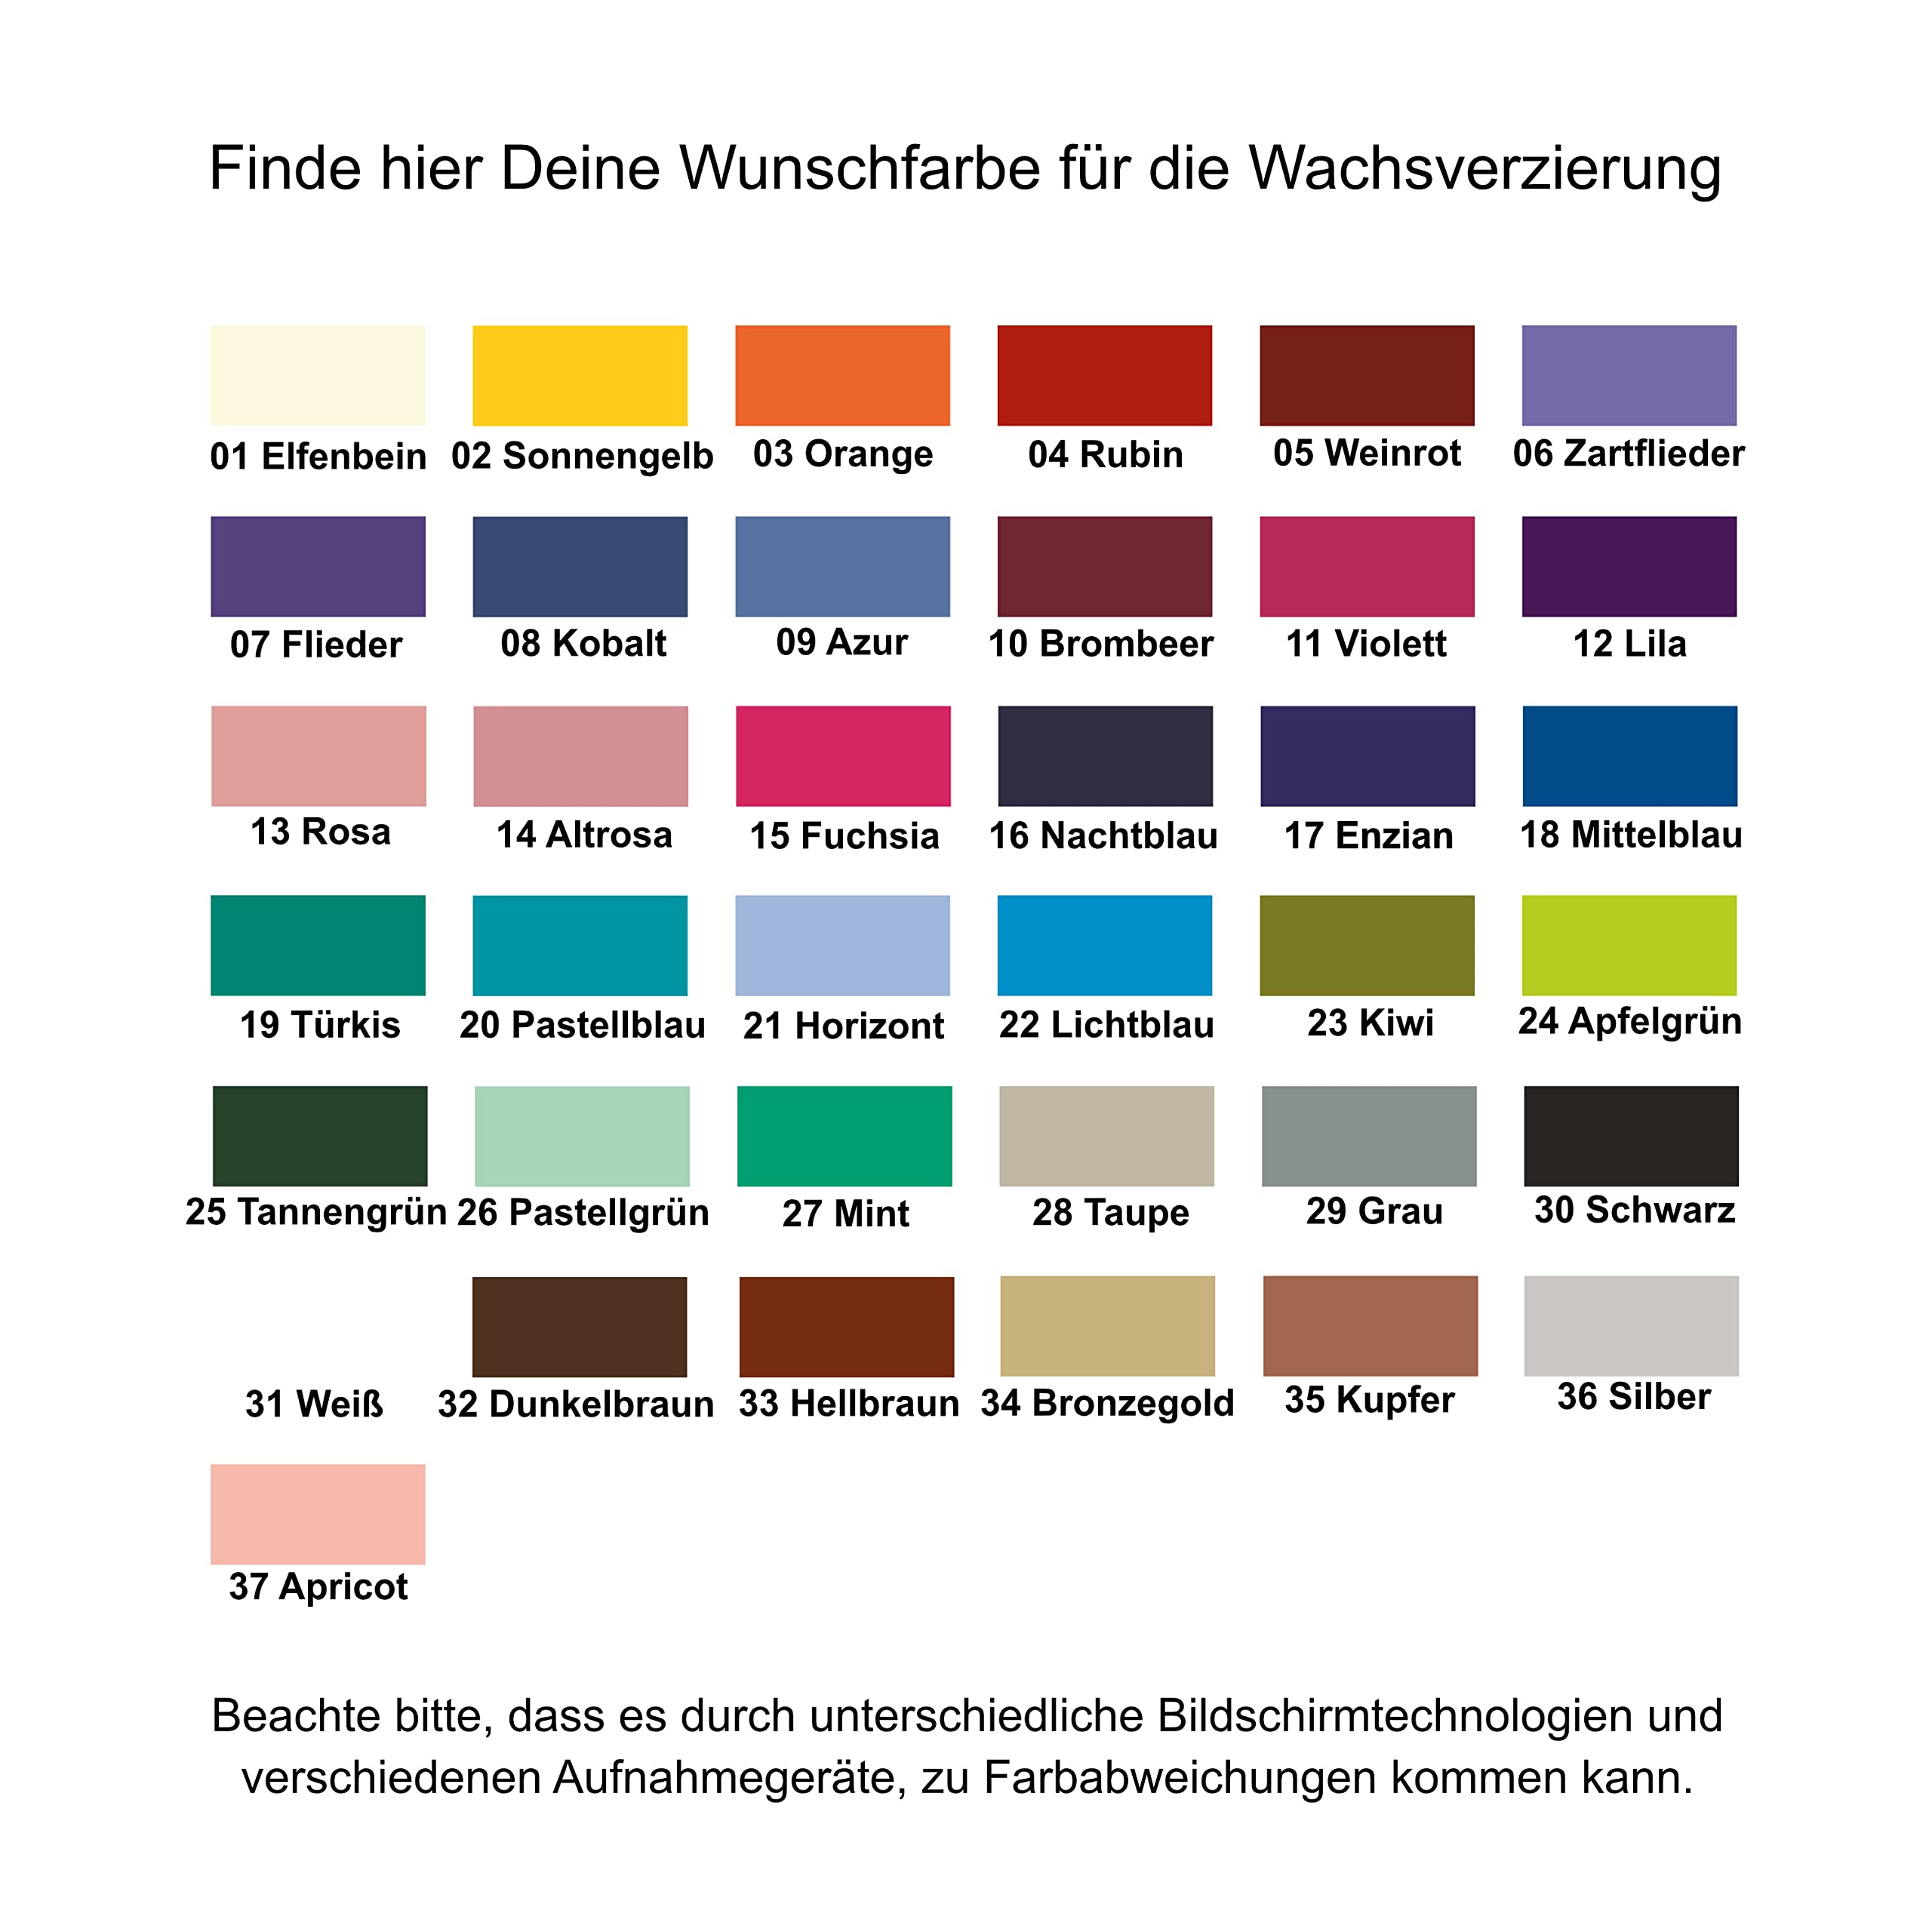 Finde hier Deine Wunschfarbe für die Wachsverzierung
01 Elfenbein 02 Sonnengelb 03 Orange 04 Rubin 05 Weinrot 06 Zartflieder
07 Flieder 08 Kobalt 09 Azur 10 Brombeer 11 Violett 12 Lila
13 Rosa 14 Altrosa 15 Fuchsia 16 Nachtblau 17 Enzian 18 Mittelblau
19 Türkis 20 Pastellblau 21 Horizont 22 Lichtblau 23 Kiwi 24 Apfelgrün
25 Tannengrün 26 Pastellgrün 27 Mint 28 Taupe 29 Grau 30 Schwarz
31 Weiß 32 Dunkelbraun 33 Hellbraun 34 Bronzegold 35 Kupfer 36 Silber
37 Apricot
Beachte bitte, dass es durch unterschiedliche Bildschirmtechnologien und
verschiedenen Aufnahmegeräte, zu Farbabweichungen kommen kann.